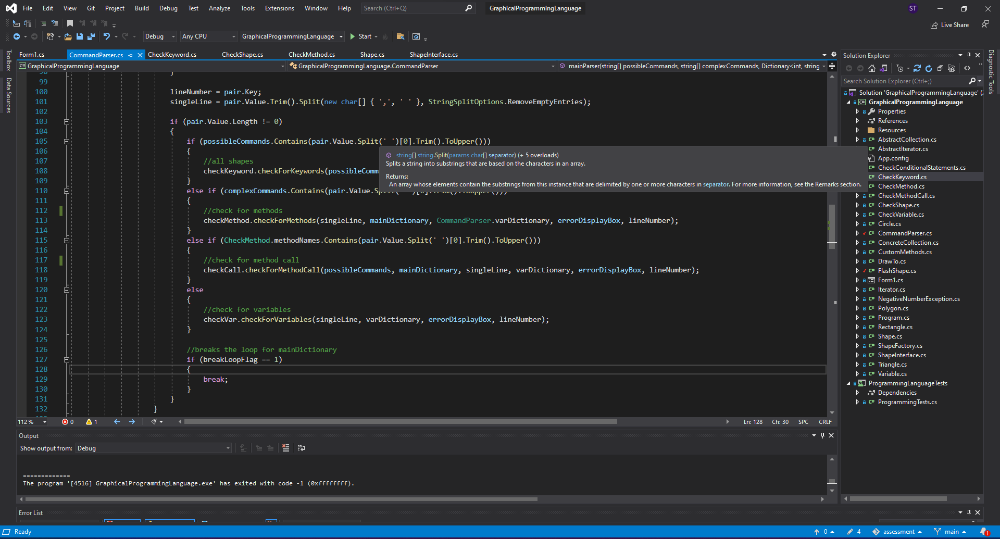 File Edit View Git Project Build Debug Test Analyze Tools Extensions Window Help Search (Ctrl+Q) GraphicalProgrammingLanguage ST
Live Share
Debug Any CPU GraphicalProgrammingLanguage Start
Toolbox
Data Sources
Form1.cs CommandParser.cs CheckKeyword.cs CheckShape.cs CheckMethod.cs Shape.cs ShapeInterface.cs
GraphicalProgrammingLanguage GraphicalProgrammingLanguage.CommandParser mainParser(string[] possibleCommands, string[] complexCommands, Dictionary<int, string
98 }
99
100 lineNumber = pair.Key;
101 singleLine = pair.Value.Trim().Split(new char[] { ',', ' ' }, StringSplitOptions.RemoveEmptyEntries);
102
103 if (pair.Value.Length != 0)
104 {
105 if (possibleCommands.Contains(pair.Value.Split(' ')[0].Trim().ToUpper()))
106 {
107 //all shapes
108 checkKeyword.checkForKeywords(possibleComm
109 }
110 else if (complexCommands.Contains(pair.Value.Split(' ')[0].Trim().ToUpper()))
111 {
112 //check for methods
113 checkMethod.checkForMethods(singleLine, mainDictionary, CommandParser.varDictionary, errorDisplayBox, lineNumber);
114 }
115 else if (CheckMethod.methodNames.Contains(pair.Value.Split(' ')[0].Trim().ToUpper()))
116 {
117 //check for method call
118 checkCall.checkForMethodCall(possibleCommands, mainDictionary, singleLine, varDictionary, errorDisplayBox, lineNumber);
119 }
120 else
121 {
122 //check for variables
123 checkVar.checkForVariables(singleLine, varDictionary, errorDisplayBox, lineNumber);
124 }
125
126 //breaks the loop for mainDictionary
127 if (breakLoopFlag == 1)
128 {
129 break;
130 }
131 }
132 }
string[] string.Split(params char[] separator) (+ 5 overloads)
Splits a string into substrings that are based on the characters in an array.
Returns:
An array whose elements contain the substrings from this instance that are delimited by one or more characters in separator. For more information, see the Remarks section.
112 % 0 1 Ln: 128 Ch: 30 SPC CRLF
Output
Show output from: Debug
=============
The program '[4516] GraphicalProgrammingLanguage.exe' has exited with code -1 (0xffffffff).
Error List
Solution Explorer
Search Solution Explorer (Ctrl+;)
Solution 'GraphicalProgrammingLanguage' (2
GraphicalProgrammingLanguage
Properties
References
Resources
AbstractCollection.cs
AbstractIterator.cs
App.config
CheckConditionalStatements.cs
CheckKeyword.cs
CheckMethod.cs
CheckMethodCall.cs
CheckShape.cs
CheckVariable.cs
Circle.cs
CommandParser.cs
ConcreteCollection.cs
CustomMethods.cs
DrawTo.cs
FlashShape.cs
Form1.cs
Iterator.cs
NegativeNumberException.cs
Polygon.cs
Program.cs
Rectangle.cs
Shape.cs
ShapeFactory.cs
ShapeInterface.cs
Triangle.cs
Variable.cs
ProgrammingLanguageTests
Dependencies
ProgrammingTests.cs
Diagnostic Tools
Ready 0 4 assessment main 1